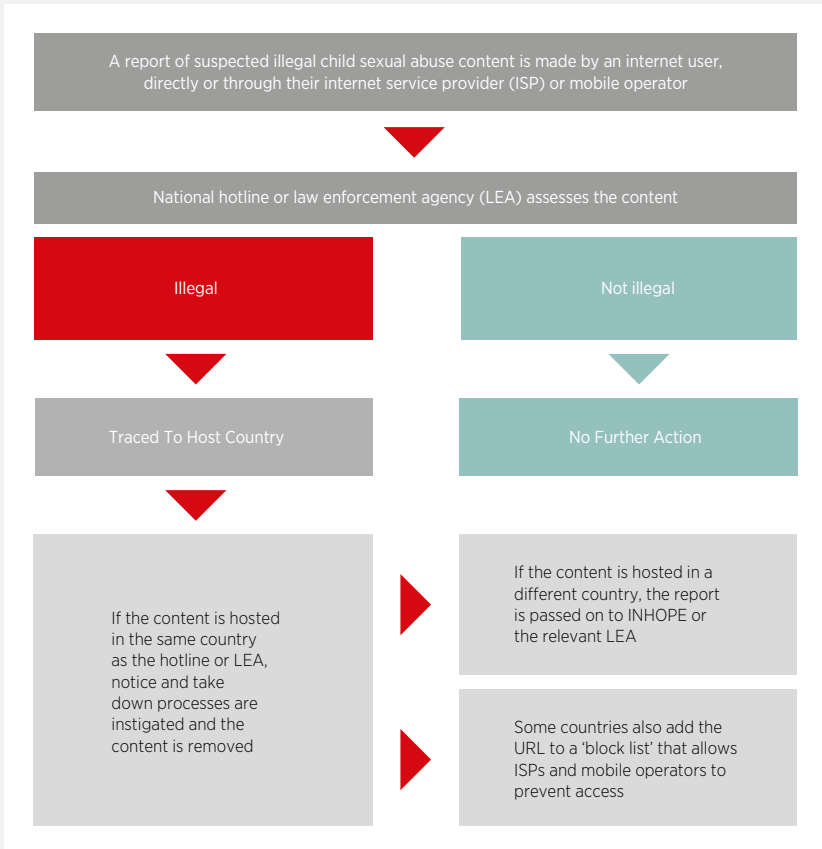 A report of suspected illegal child sexual abuse content is made by an internet user,
directly or through their internet service provider (ISP) or mobile operator
National hotline or law enforcement agency (LEA) assesses the content
Illegal
Not illegal
Traced To Host Country
No Further Action
If the content is hosted
in the same country
as the hotline or LEA,
notice and take
down processes are
instigated and the
content is removed
If the content is hosted in a
different country, the report
is passed on to INHOPE or
the relevant LEA
Some countries also add the
URL to a ‘block list’ that allows
ISPs and mobile operators to
prevent access